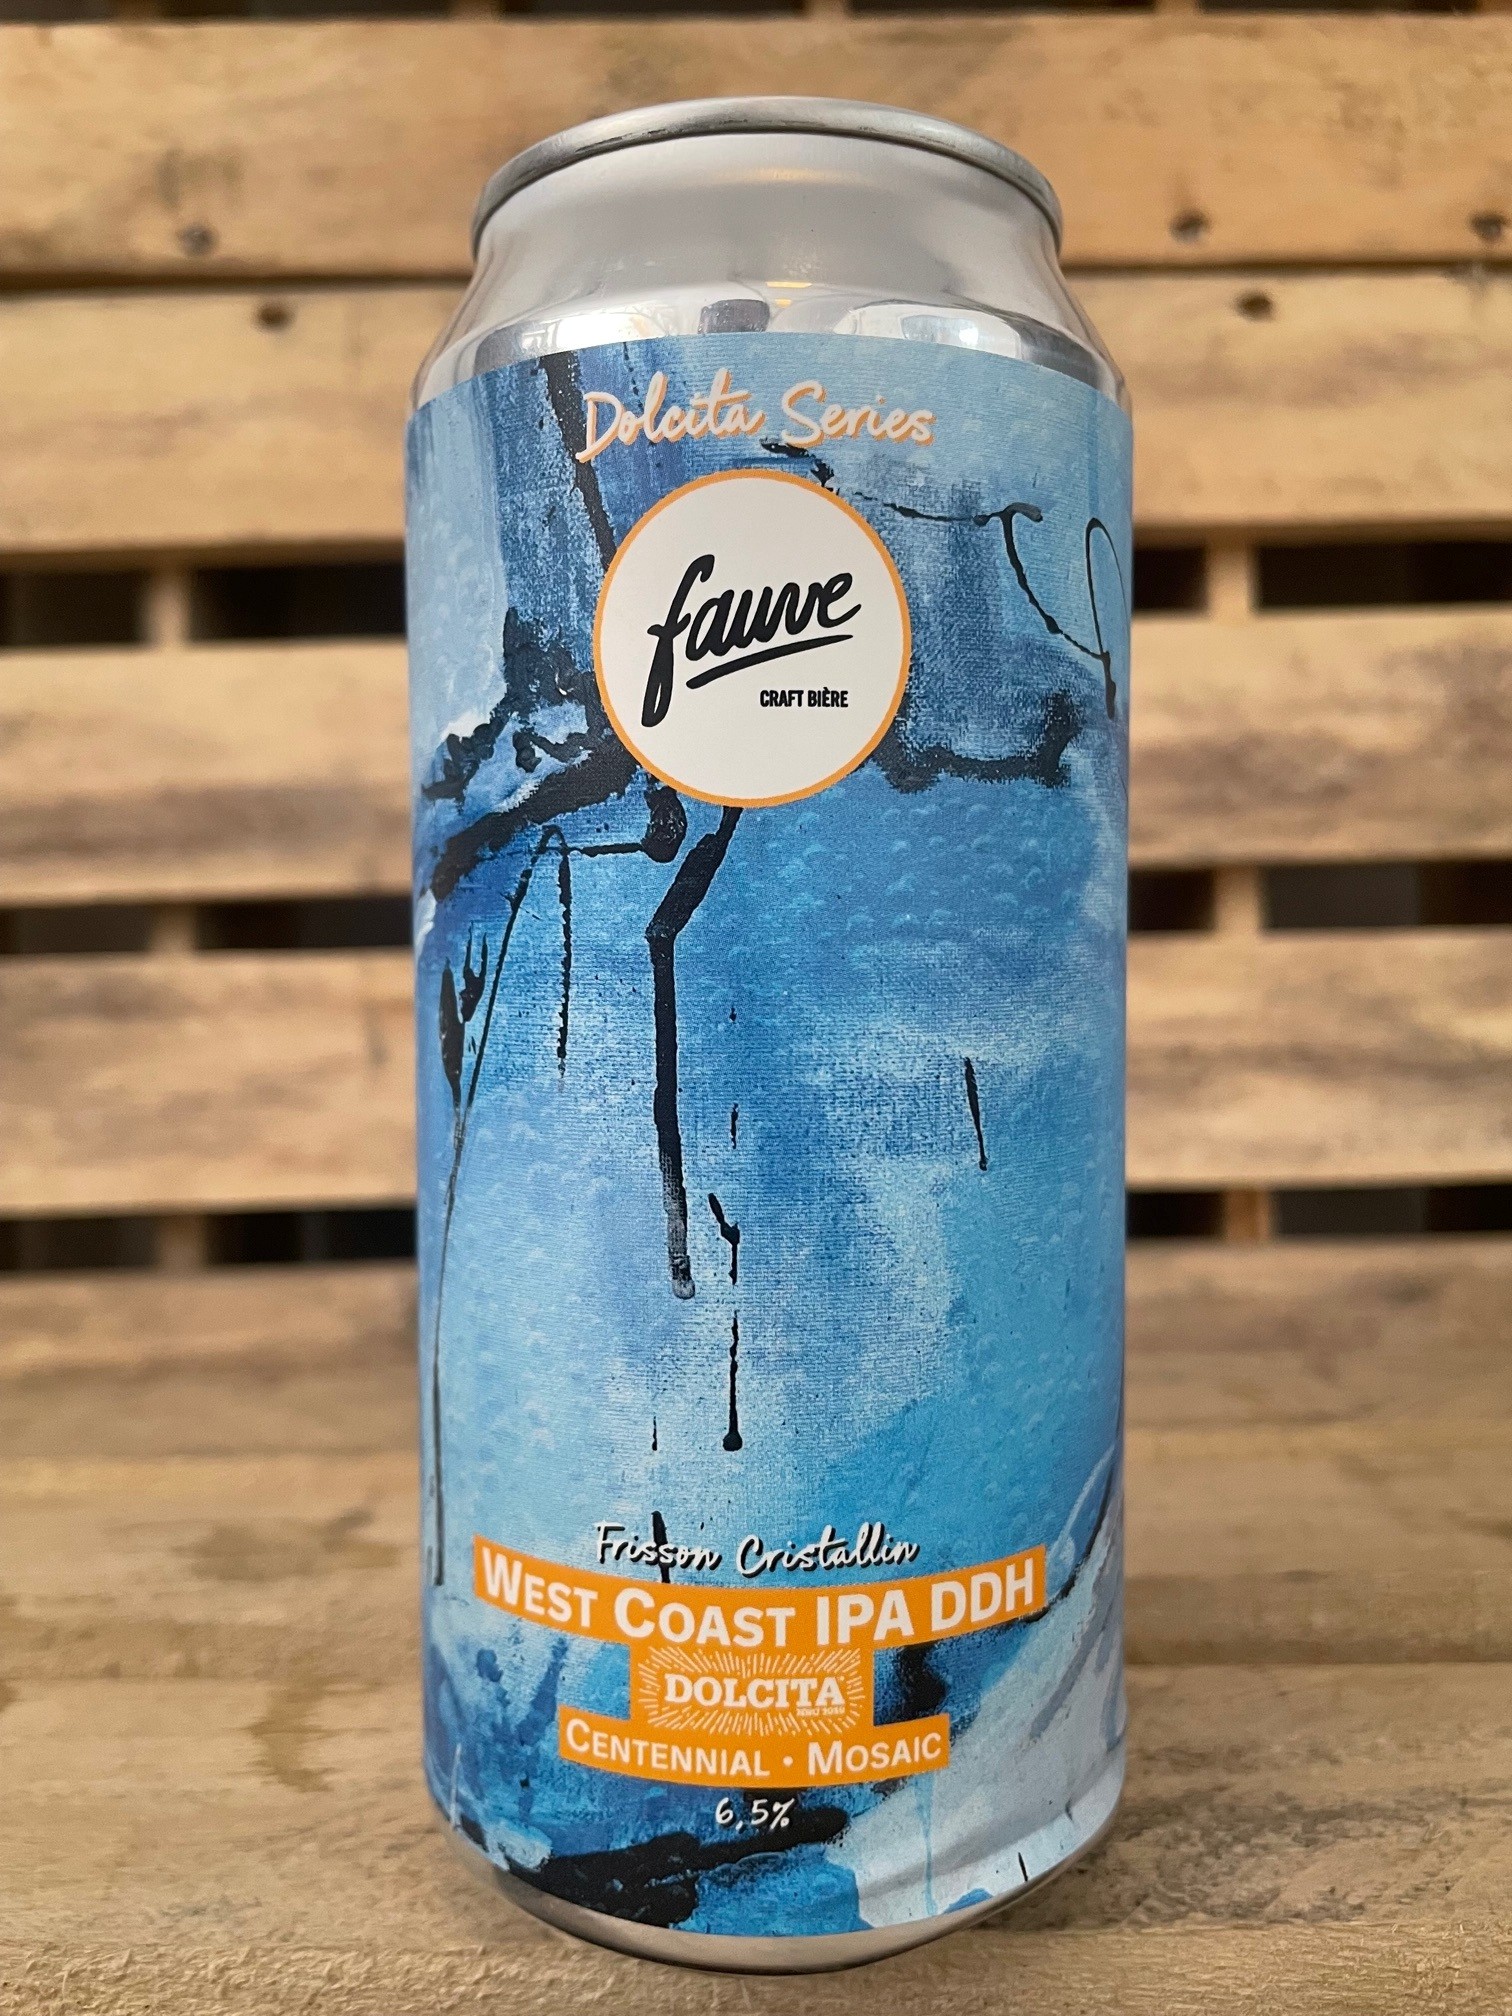 Dolcita Series
fauve
CRAFT BIÈRE
Frisson Cristallin
WEST COAST IPA DDH
DOLCITA
CENTENNIAL • MOSAIC
6,5%